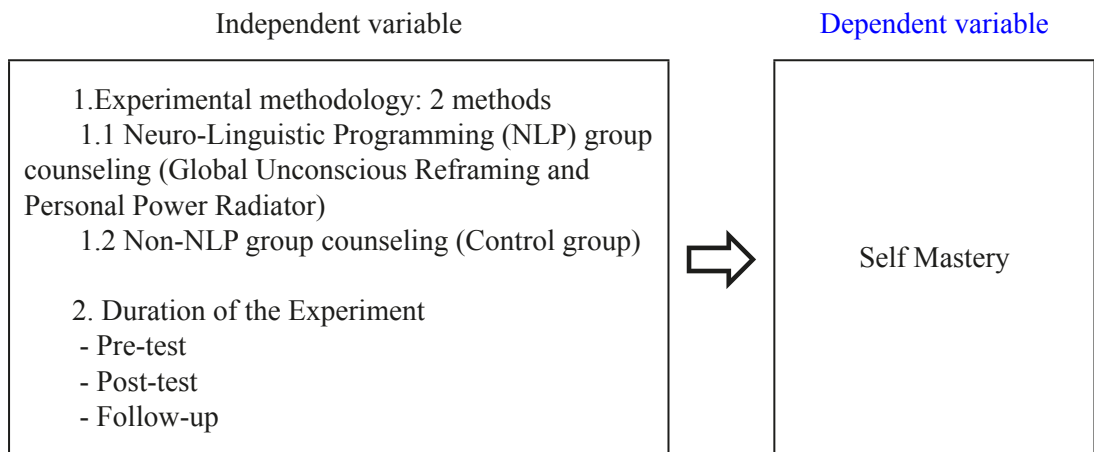 Independent variable
Dependent variable
1.Experimental methodology: 2 methods
1.1 Neuro-Linguistic Programming (NLP) group
counseling (Global Unconscious Reframing and
Personal Power Radiator)
1.2 Non-NLP group counseling (Control group)
2. Duration of the Experiment
- Pre-test
- Post-test
- Follow-up
Self Mastery